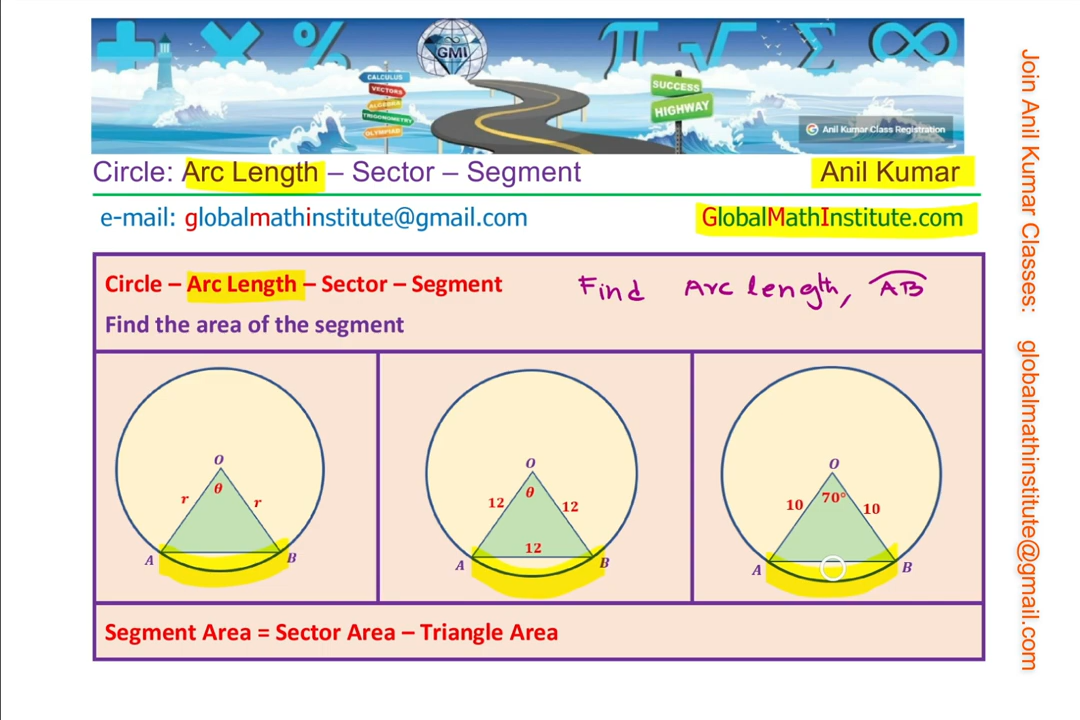 GMI
CALCULUS
VECTORS
ALGEBRA
TRIGONOMETRY
OLYMPIAD
SUCCESS
HIGHWAY
G Anil Kumar Class Registration
Circle: Arc Length – Sector – Segment
Anil Kumar
e-mail: globalmathinstitute@gmail.com
GlobalMathInstitute.com
Circle – Arc Length – Sector – Segment
Find Arc length, AB
Find the area of the segment
O
θ
r
r
A
B
O
θ
12
12
12
A
B
O
70°
10
10
A
B
Segment Area = Sector Area – Triangle Area
Join Anil Kumar Classes: globalmathinstitute@gmail.com